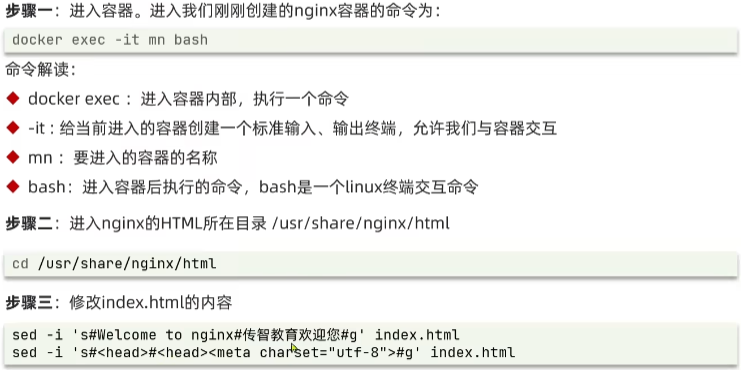 步骤一：进入容器。进入我们刚刚创建的nginx容器的命令为：
docker exec -it mn bash
命令解读：
docker exec ：进入容器内部，执行一个命令
-it : 给当前进入的容器创建一个标准输入、输出终端，允许我们与容器交互
mn ：要进入的容器的名称
bash：进入容器后执行的命令，bash是一个linux终端交互命令
步骤二：进入nginx的HTML所在目录 /usr/share/nginx/html
cd /usr/share/nginx/html
步骤三：修改index.html的内容
sed -i 's#Welcome to nginx#传智教育欢迎您#g' index.html
sed -i 's#<head>#<head><meta charset="utf-8">#g' index.html